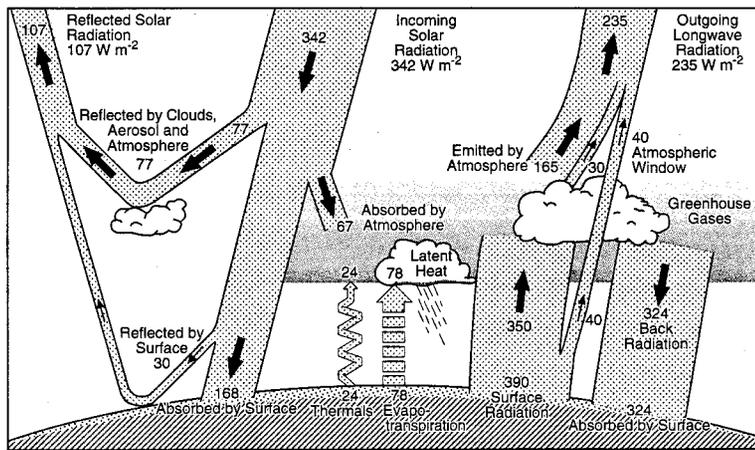 107
Reflected Solar
Radiation
107 W m-2
342
Incoming
Solar
Radiation
342 W m-2
235
Outgoing
Longwave
Radiation
235 W m-2
Reflected by Clouds,
Aerosol and
Atmosphere
77
77
Emitted by
Atmosphere
165
30
40
Atmospheric
Window
67
Absorbed by
Atmosphere
Greenhouse
Gases
24
78
Latent
Heat
350
40
324
Back
Radiation
Reflected by
Surface
30
168
Absorbed by Surface
24
Thermals
78
Evapo-
transpiration
390
Surface
Radiation
324
Absorbed by Surface